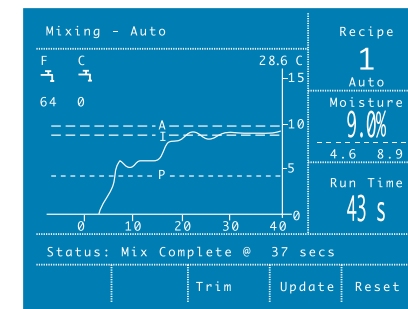 Mixing - Auto
Recipe
1
Auto
F C 28.6 C
64 0
15
10
5
0
A
I
P
0 10 20 30 40
Moisture
9.0%
4.6 8.9
Run Time
43 s
Status: Mix Complete @ 37 secs
Trim Update Reset